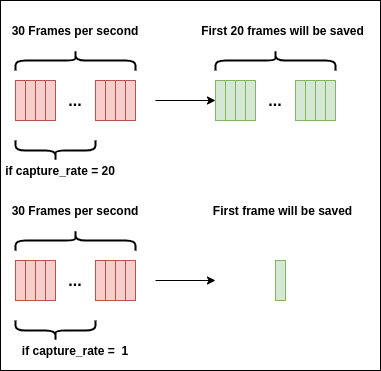 30 Frames per second
First 20 frames will be saved
...
...
if capture_rate = 20
30 Frames per second
First frame will be saved
...
if capture_rate = 1